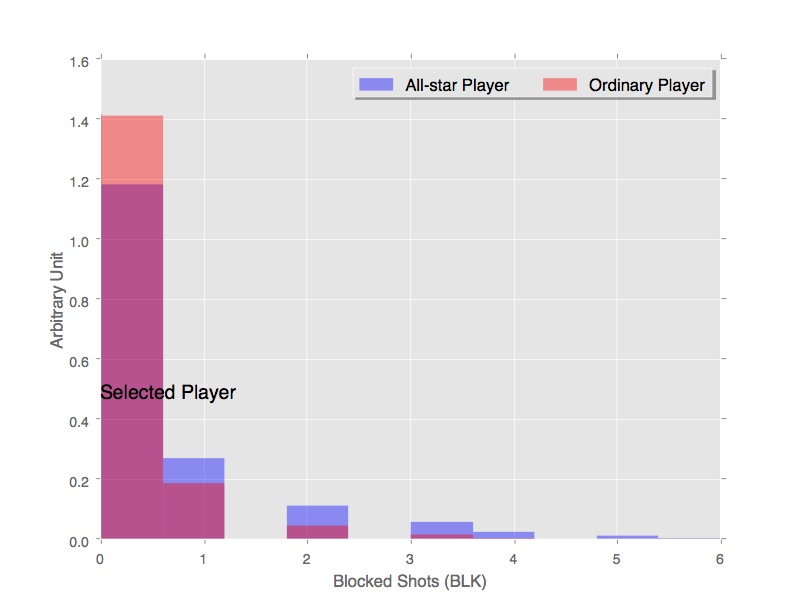 All-star Player
Ordinary Player
1.6
1.4
1.2
1.0
0.8
0.6
0.4
0.2
0.0
Arbitrary Unit
Selected Player
0 1 2 3 4 5 6
Blocked Shots (BLK)